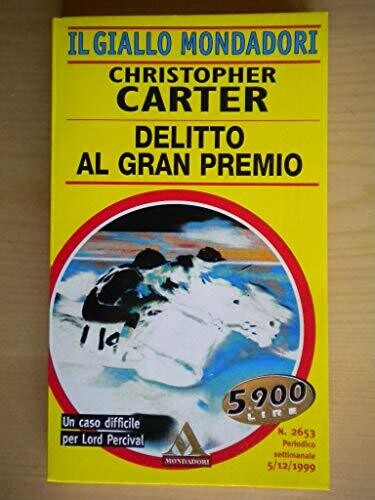 IL GIALLO MONDADORI
CHRISTOPHER
CARTER
DELITTO
AL GRAN PREMIO
114
5.900
LIRE
Un caso difficile
per Lord Percival
MONDADORI
N. 2653
Periodico
settimanale
5/12/1999